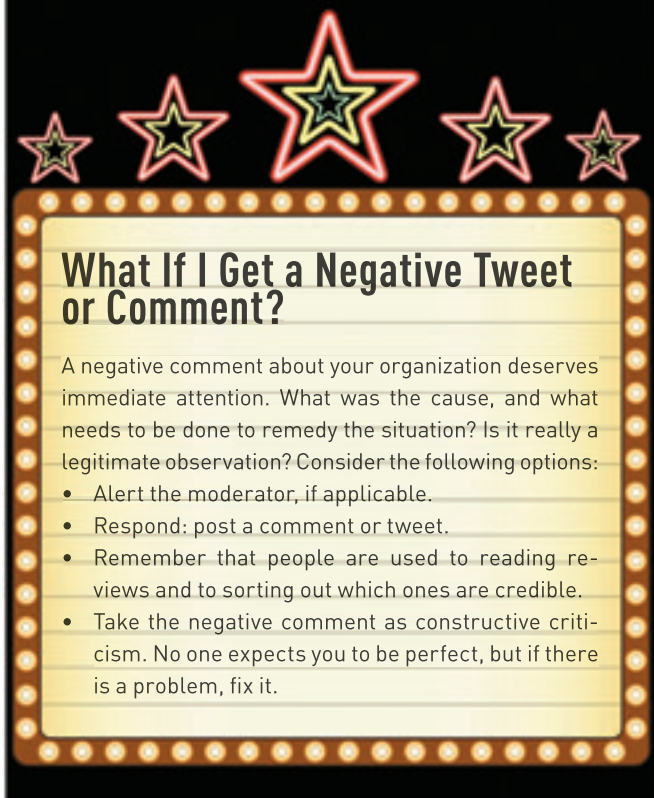 What If I Get a Negative Tweet
or Comment?
A negative comment about your organization deserves
immediate attention. What was the cause, and what
needs to be done to remedy the situation? Is it really a
legitimate observation? Consider the following options:
• Alert the moderator, if applicable.
• Respond: post a comment or tweet.
• Remember that people are used to reading re-
views and to sorting out which ones are credible.
• Take the negative comment as constructive criti-
cism. No one expects you to be perfect, but if there
is a problem, fix it.